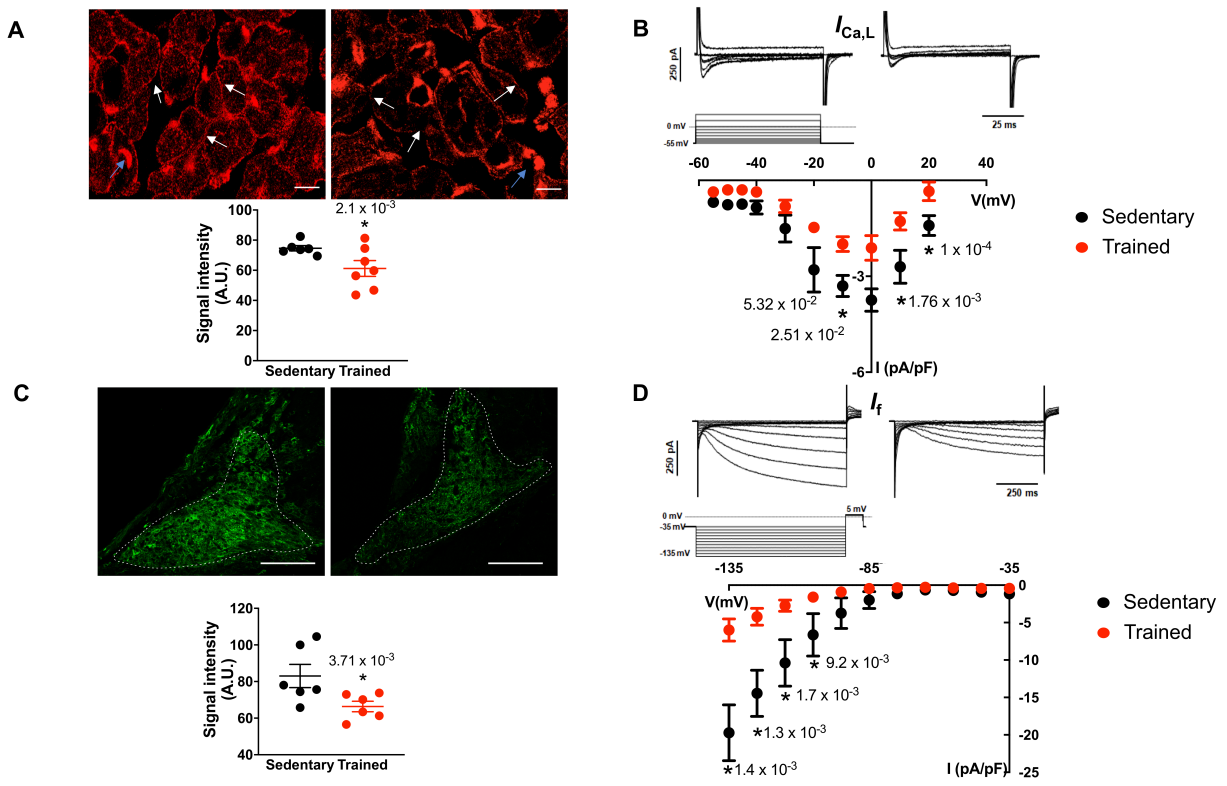 A
2.1 x 10-3
*
100
80
60
40
20
0
Signal intensity
(A.U.)
Sedentary Trained
B
ICa,L
250 pA
25 ms
0 mV
-55 mV
-60
-40
-20
0
20
40
V(mV)
-3
-6
I (pA/pF)
5.32 x 10-2
*
2.51 x 10-2
* 1.76 x 10-3
*
1 x 10-4
Sedentary
Trained
C
120
100
80
60
40
Signal intensity
(A.U.)
3.71 x 10-3
*
Sedentary Trained
D
If
250 pA
250 ms
5 mV
0 mV
-35 mV
-135 mV
-135
-85
-35
V(mV)
0
-5
-10
-15
-20
-25
I (pA/pF)
* 9.2 x 10-3
* 1.7 x 10-3
* 1.3 x 10-3
* 1.4 x 10-3
Sedentary
Trained